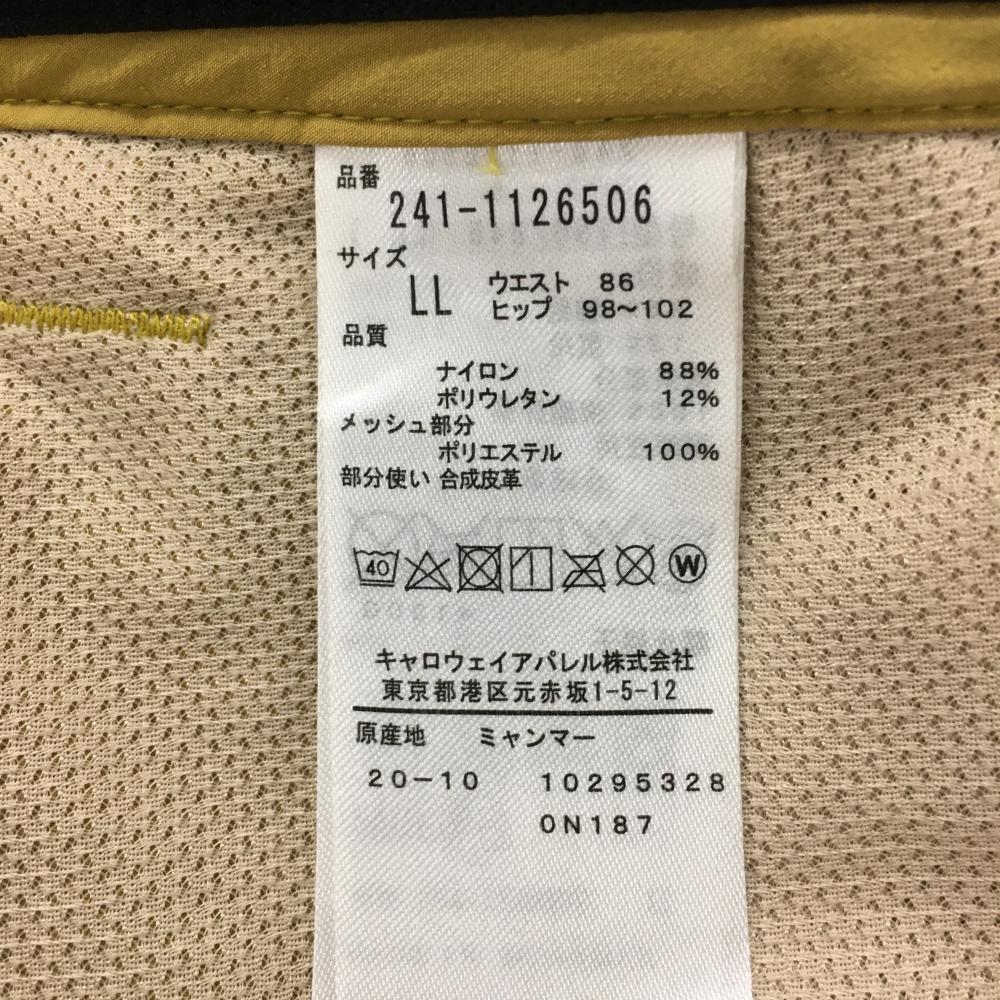 品番
241-1126506
サイズ
LL ウエスト 86
ヒップ 98〜102
品質
ナイロン 88%
ポリウレタン 12%
メッシュ部分
ポリエステル 100%
部分使い 合成皮革
40 W
キャロウェイアパレル株式会社
東京都港区元赤坂1-5-12
原産地 ミャンマー
20-10 10295328
0N187